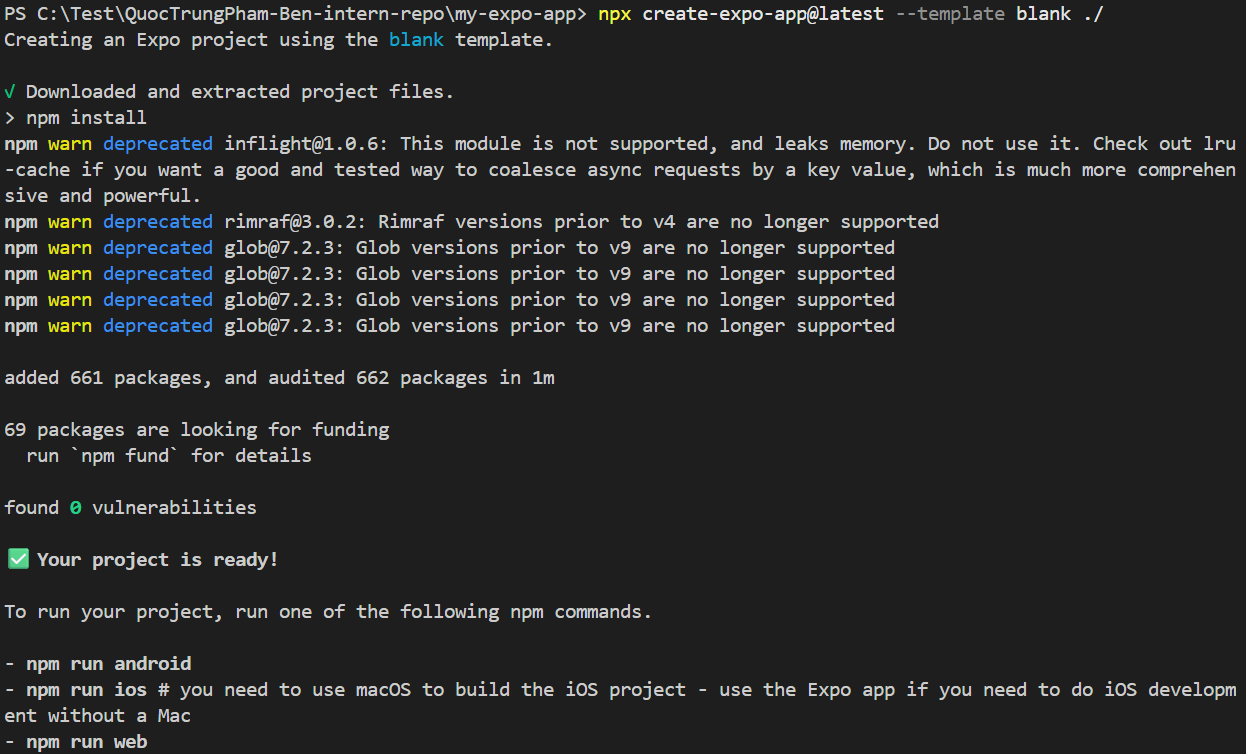 PS C:\Test\QuocTrungPham-Ben-intern-repo\my-expo-app> npx create-expo-app@latest --template blank ./
Creating an Expo project using the blank template.
√ Downloaded and extracted project files.
> npm install
npm warn deprecated inflight@1.0.6: This module is not supported, and leaks memory. Do not use it. Check out lru
-cache if you want a good and tested way to coalesce async requests by a key value, which is much more comprehen
sive and powerful.
npm warn deprecated rimraf@3.0.2: Rimraf versions prior to v4 are no longer supported
npm warn deprecated glob@7.2.3: Glob versions prior to v9 are no longer supported
npm warn deprecated glob@7.2.3: Glob versions prior to v9 are no longer supported
npm warn deprecated glob@7.2.3: Glob versions prior to v9 are no longer supported
npm warn deprecated glob@7.2.3: Glob versions prior to v9 are no longer supported
added 661 packages, and audited 662 packages in 1m
69 packages are looking for funding
  run `npm fund` for details
found 0 vulnerabilities
✅ Your project is ready!
To run your project, run one of the following npm commands.
- npm run android
- npm run ios # you need to use macOS to build the iOS project - use the Expo app if you need to do iOS developm
ent without a Mac
- npm run web